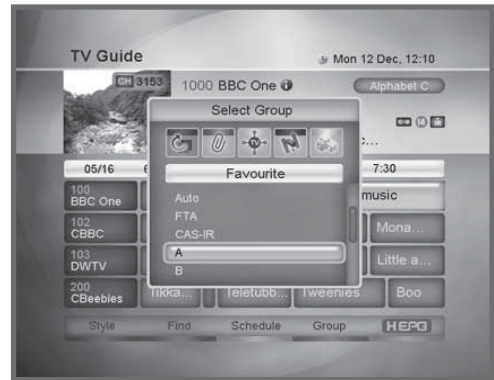 TV Guide
Mon 12 Dec, 12:10
CH 3153
1000 BBC One
Alphabet C
Select Group
Favourite
05/16
7:30
Auto
FTA
CAS-IR
A
B
100
BBC One
music
102
CBBC
Mona...
103
DWTV
Little a...
200
CBeebies
Tikka...
Teletubb...
Tweenies
Boo
Style
Find
Schedule
Group
HEPG